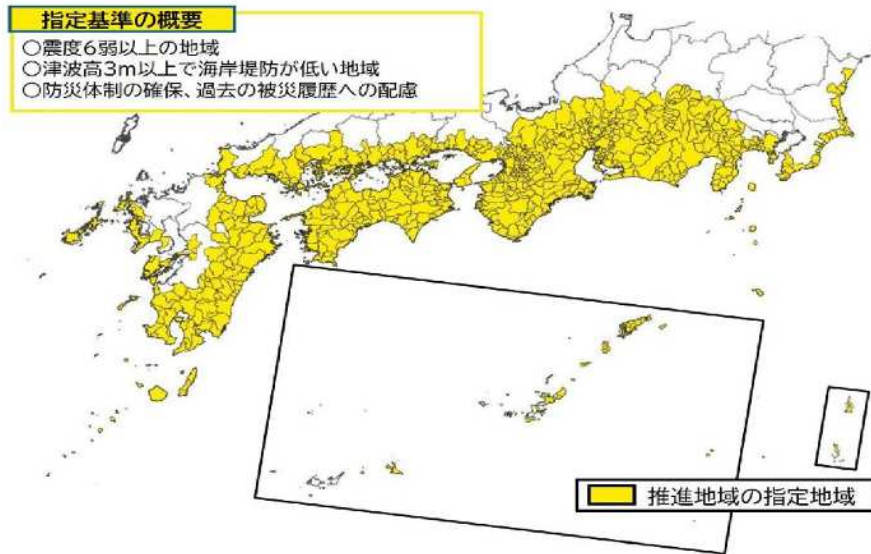 指定基準の概要
○震度6弱以上の地域
○津波高3m以上で海岸堤防が低い地域
○防災体制の確保、過去の被災履歴への配慮
推進地域の指定地域